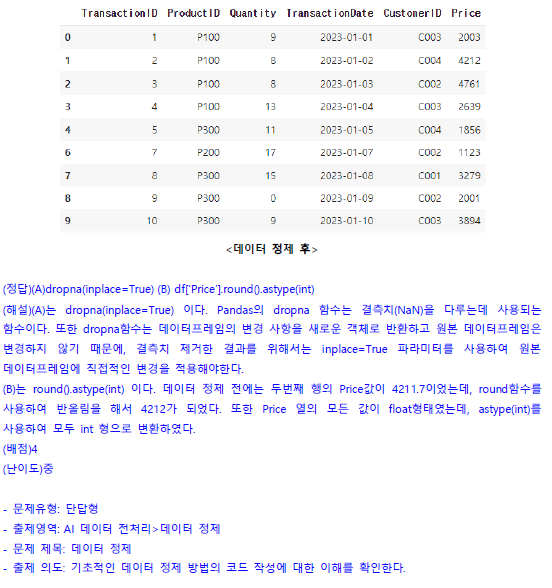 TransactionID ProductID Quantity TransactionDate CustomerID Price
0 1 P100 9 2023-01-01 C003 2003
1 2 P100 8 2023-01-02 C004 4212
2 3 P100 8 2023-01-03 C002 4761
3 4 P100 13 2023-01-04 C003 2639
4 5 P300 11 2023-01-05 C004 1856
6 7 P200 17 2023-01-07 C002 1123
7 8 P300 15 2023-01-08 C001 3279
8 9 P300 0 2023-01-09 C002 2001
9 10 P300 9 2023-01-10 C003 3894
<데이터 정제 후>
(정답)(A)dropna(inplace=True) (B) df['Price'].round().astype(int)
(해설)(A)는 dropna(inplace=True) 이다. Pandas의 dropna 함수는 결측치(NaN)을 다루는데 사용되는
함수이다. 또한 dropna함수는 데이터프레임의 변경 사항을 새로운 객체로 반환하고 원본 데이터프레임은
변경하지 않기 때문에, 결측치 제거한 결과를 위해서는 inplace=True 파라미터를 사용하여 원본
데이터프레임에 직접적인 변경을 적용해야한다.
(B)는 round().astype(int) 이다. 데이터 정제 전에는 두번째 행의 Price값이 4211.7이었는데, round함수를
사용하여 반올림을 해서 4212가 되었다. 또한 Price 열의 모든 값이 float형태였는데, astype(int)를
사용하여 모두 int 형으로 변환하였다.
(배점)4
(난이도)중
- 문제유형: 단답형
- 출제영역: AI 데이터 전처리>데이터 정제
- 문제 제목: 데이터 정제
- 출제 의도: 기초적인 데이터 정제 방법의 코드 작성에 대한 이해를 확인한다.